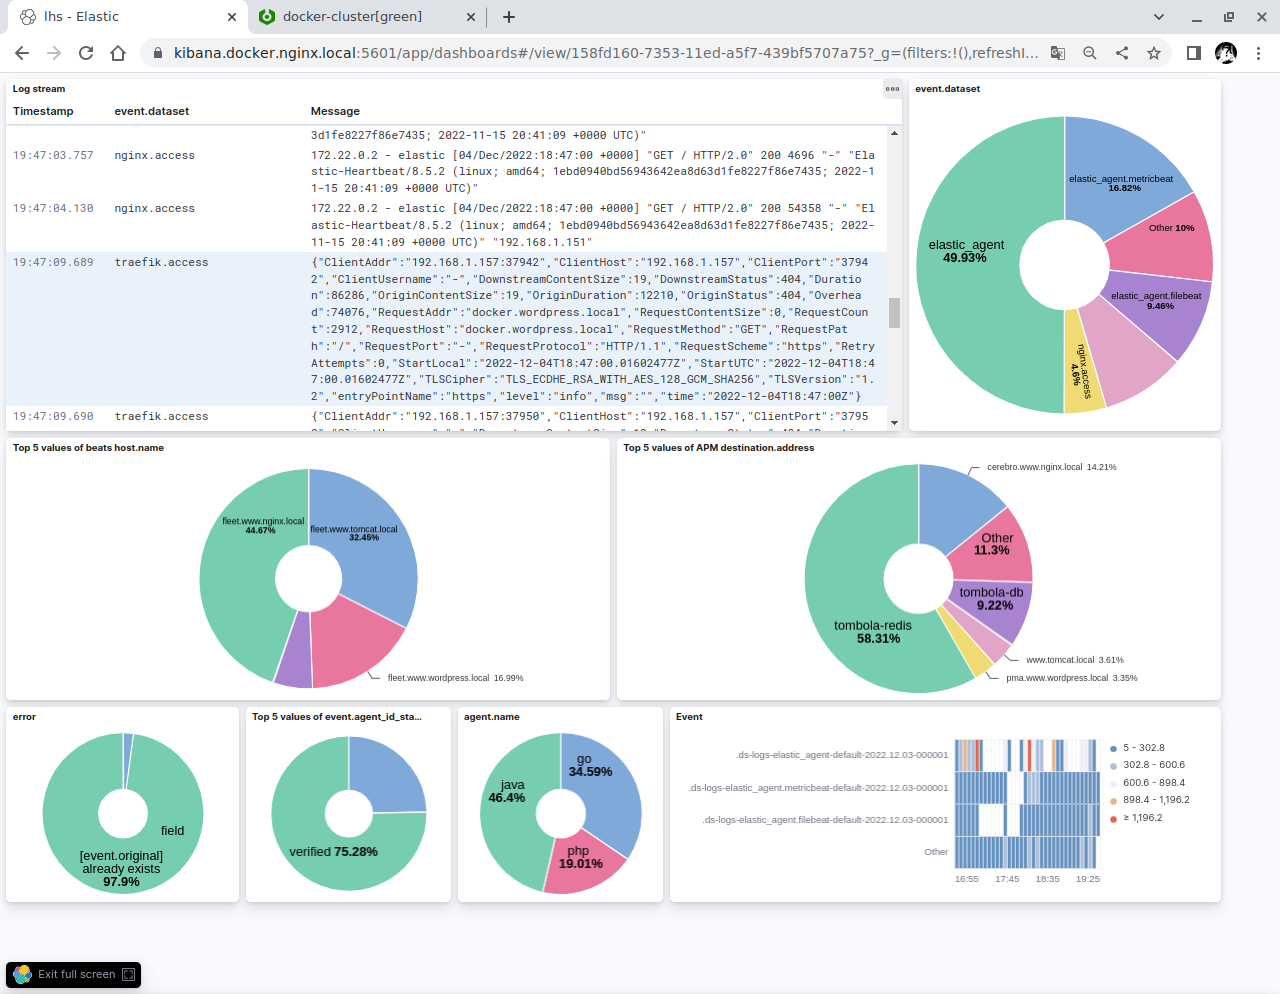 lhs - Elastic
docker-cluster[green]
kibana.docker.nginx.local:5601/app/dashboards#/view/158fd160-7353-11ed-a5f7-439bf5707a75?_g=(filters:!(),refreshI...
Log stream
Timestamp event.dataset Message
3d1fe8227f86e7435; 2022-11-15 20:41:09 +0000 UTC)"
19:47:03.757 nginx.access 172.22.0.2 - elastic [04/Dec/2022:18:47:00 +0000] "GET / HTTP/2.0" 200 4696 "-" "Ela
stic-Heartbeat/8.5.2 (linux; amd64; 1ebd0940bd56943642ea8d63d1fe8227f86e7435; 2022-1
1-15 20:41:09 +0000 UTC)"
19:47:04.130 nginx.access 172.22.0.2 - elastic [04/Dec/2022:18:47:00 +0000] "GET / HTTP/2.0" 200 54358 "-" "El
astic-Heartbeat/8.5.2 (linux; amd64; 1ebd0940bd56943642ea8d63d1fe8227f86e7435; 2022-
11-15 20:41:09 +0000 UTC)" "192.168.1.151"
19:47:09.689 traefik.access {"ClientAddr":"192.168.1.157:37942","ClientHost":"192.168.1.157","ClientPort":"3794
2","ClientUsername":"-","DownstreamContentSize":19,"DownstreamStatus":404,"Duratio
n":86286,"OriginContentSize":19,"OriginDuration":12210,"OriginStatus":404,"Overhea
d":74076,"RequestAddr":"docker.wordpress.local","RequestContentSize":0,"RequestCoun
t":2912,"RequestHost":"docker.wordpress.local","RequestMethod":"GET","RequestPat
h":"/","RequestPort":"-","RequestProtocol":"HTTP/1.1","RequestScheme":"https","Retry
Attempts":0,"StartLocal":"2022-12-04T18:47:00.01602477Z","StartUTC":"2022-12-04T18:4
7:00.01602477Z","TLSCipher":"TLS_ECDHE_RSA_WITH_AES_128_GCM_SHA256","TLSVersion":"1.
2","entryPointName":"https","level":"info","msg":"","time":"2022-12-04T18:47:00Z"}
19:47:09.690 traefik.access {"ClientAddr":"192.168.1.157:37950","ClientHost":"192.168.1.157","ClientPort":"3795
event.dataset
elastic_agent.metricbeat
16.82%
Other 10%
elastic_agent
49.93%
elastic_agent.filebeat
9.46%
nginx.access
4.6%
Top 5 values of beats host.name
fleet.www.nginx.local
44.67%
fleet.www.tomcat.local
32.45%
fleet.www.wordpress.local 16.99%
Top 5 values of APM destination.address
cerebro.www.nginx.local 14.21%
Other
11.3%
tombola-db
9.22%
tombola-redis
58.31%
www.tomcat.local 3.61%
pma.www.wordpress.local 3.35%
error
field
[event.original]
already exists
97.9%
Top 5 values of event.agent_id_sta...
verified 75.28%
agent.name
go
34.59%
java
46.4%
php
19.01%
Event
.ds-logs-elastic_agent-default-2022.12.03-000001
.ds-logs-elastic_agent.metricbeat-default-2022.12.03-000001
.ds-logs-elastic_agent.filebeat-default-2022.12.03-000001
Other
16:55 17:45 18:35 19:25
5 - 302.8
302.8 - 600.6
600.6 - 898.4
898.4 - 1,196.2
≥ 1,196.2
Exit full screen